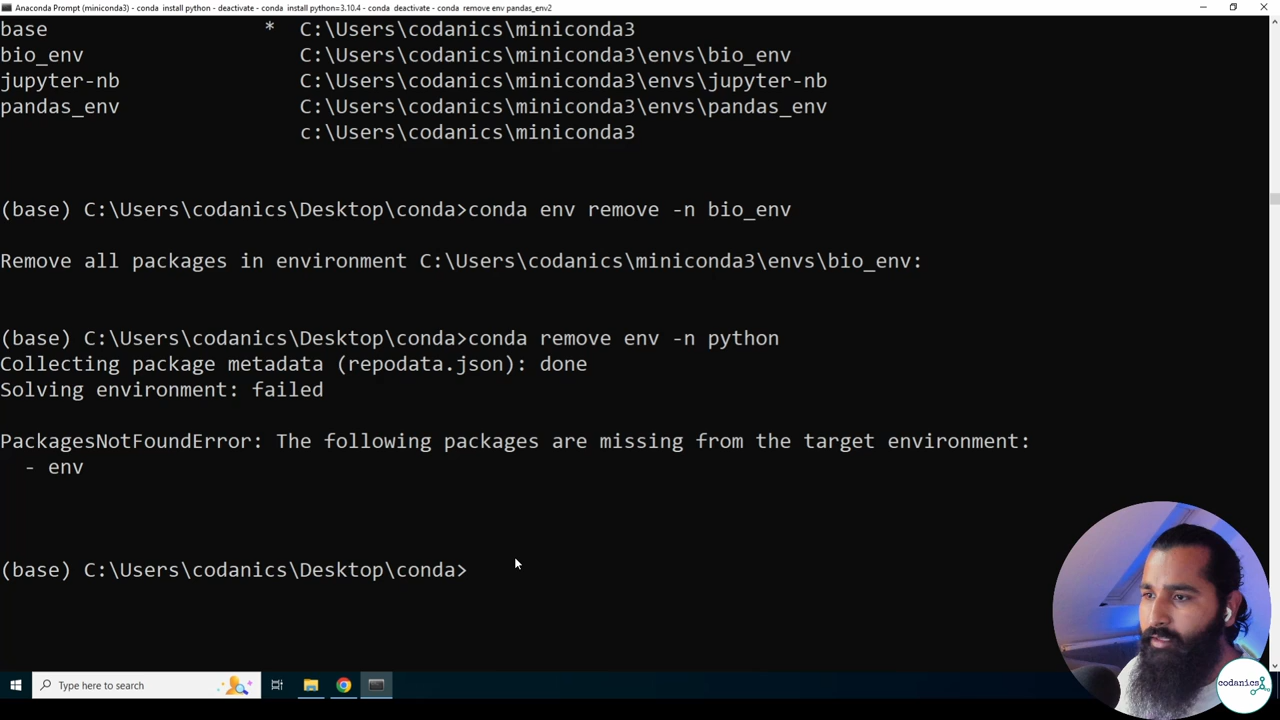 Anaconda Prompt (miniconda3) - conda install python - deactivate - conda install python=3.10.4 - conda deactivate - conda remove env pandas_env2
base * C:\Users\codanics\miniconda3
bio_env C:\Users\codanics\miniconda3\envs\bio_env
jupyter-nb C:\Users\codanics\miniconda3\envs\jupyter-nb
pandas_env C:\Users\codanics\miniconda3\envs\pandas_env
c:\Users\codanics\miniconda3
(base) C:\Users\codanics\Desktop\conda>conda env remove -n bio_env
Remove all packages in environment C:\Users\codanics\miniconda3\envs\bio_env:
(base) C:\Users\codanics\Desktop\conda>conda remove env -n python
Collecting package metadata (repodata.json): done
Solving environment: failed
PackagesNotFoundError: The following packages are missing from the target environment:
- env
(base) C:\Users\codanics\Desktop\conda>
Type here to search
codanics